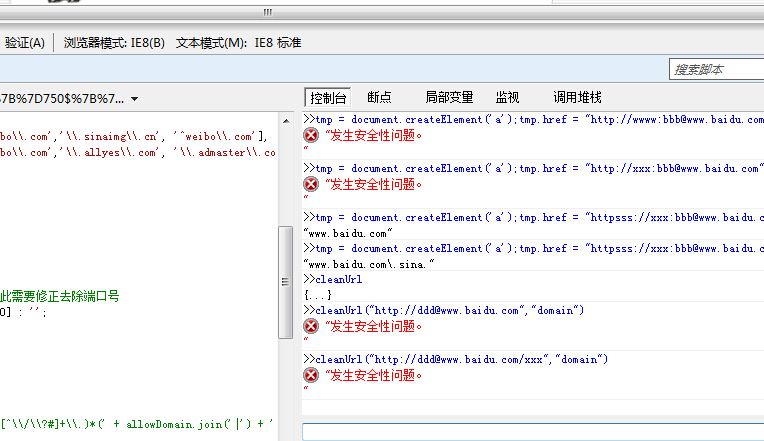 验证(A) 浏览器模式: IE8(B) 文本模式(M): IE8 标准
搜索脚本
7B%7D750$%7B%7...
控制台 断点 局部变量 监视 调用堆栈
bo\\.com','\\.sinaimg\\.cn', '^weibo\\.com'],
bo\\.com','\\.allyes\\.com', '\\.admaster\\.co
此需要修正去除端口号
0] : '';
[^\\/\\?#]+\\.)*(' + allowDomain.join('|') + '
>>tmp = document.createElement('a');tmp.href = "http://wwww:bbb@www.baidu.com
"发生安全性问题。
"
>>tmp = document.createElement('a');tmp.href = "http://xxx:bbb@www.baidu.com"
"发生安全性问题。
"
>>tmp = document.createElement('a');tmp.href = "httpsss://xxx:bbb@www.baidu.c
"www.baidu.com"
>>tmp = document.createElement('a');tmp.href = "httpsss://xxx:bbb@www.baidu.c
"www.baidu.com\.sina."
>>cleanUrl
{...}
>>cleanUrl("http://ddd@www.baidu.com","domain")
"发生安全性问题。
"
>>cleanUrl("http://ddd@www.baidu.com/xxx","domain")
"发生安全性问题。
"